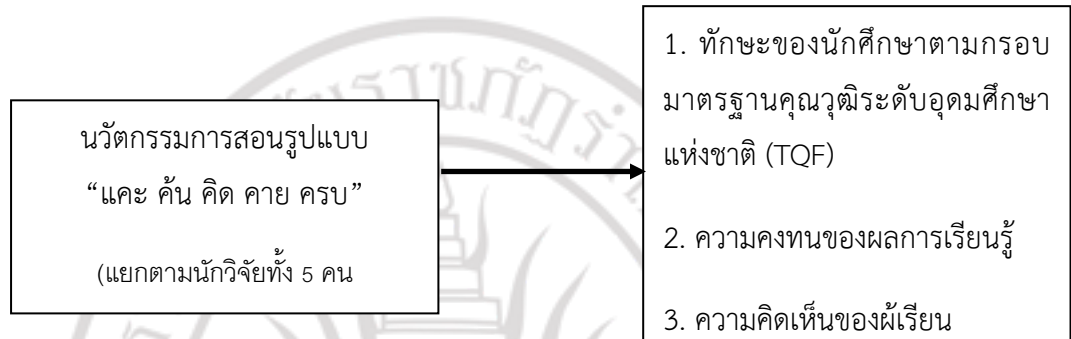 นวัตกรรมการสอนรูปแบบ
“แคะ ค้น คิด คาย ครบ”
(แยกตามนักวิจัยทั้ง 5 คน
1. ทักษะของนักศึกษาตามกรอบ
มาตรฐานคุณวุฒิระดับอุดมศึกษา
แห่งชาติ (TQF)
2. ความคงทนของผลการเรียนรู้
3. ความคิดเห็นของผู้เรียน